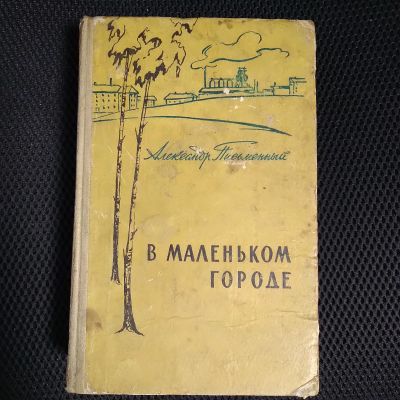 Александр Письменный
В МАЛЕНЬКОМ
ГОРОДЕ